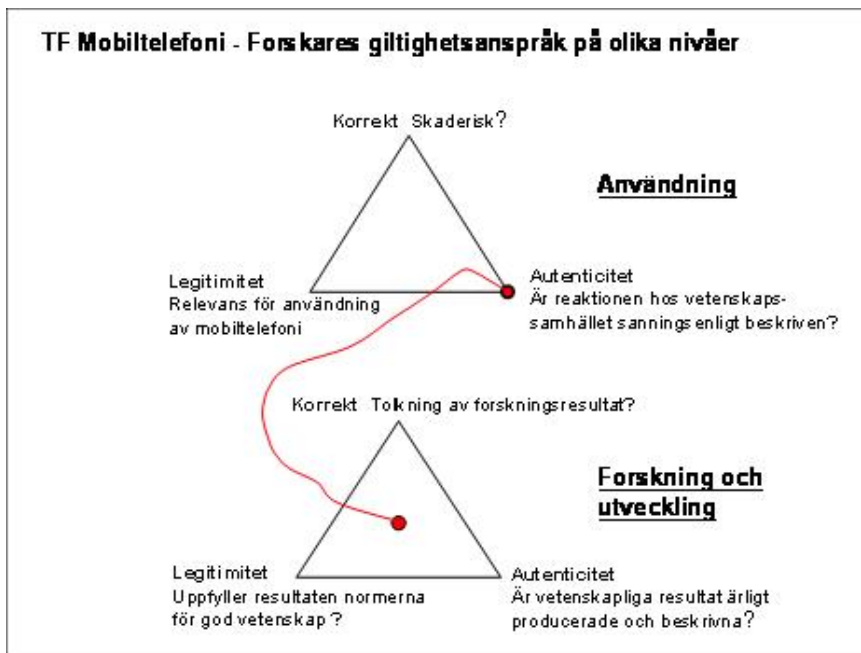 TF Mobiltelefoni - Forskares giltighetsanspråk på olika nivåer
Korrekt Skaderisk?
Användning
Legitimitet
Relevans för användning
av mobiltelefoni
Autenticitet
Är reaktionen hos vetenskaps-
samhället sanningsenligt beskriven?
Korrekt Tolkning av forskningsresultat?
Forskning och
utveckling
Legitimitet
Uppfyller resultaten normerna
för god vetenskap?
Autenticitet
Är vetenskapliga resultat ärligt
producerade och beskrivna?